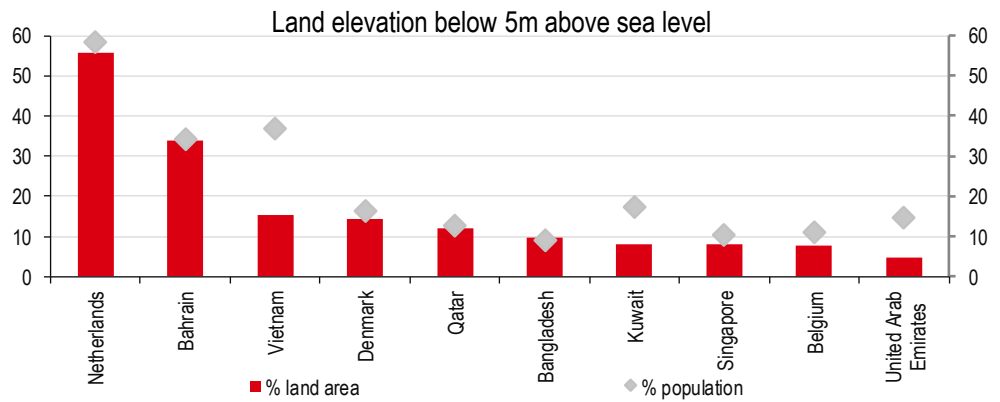 Land elevation below 5m above sea level
60
50
40
30
20
10
0
60
50
40
30
20
10
0
Netherlands
Bahrain
Vietnam
Denmark
Qatar
Bangladesh
Kuwait
Singapore
Belgium
United Arab
Emirates
% land area
% population